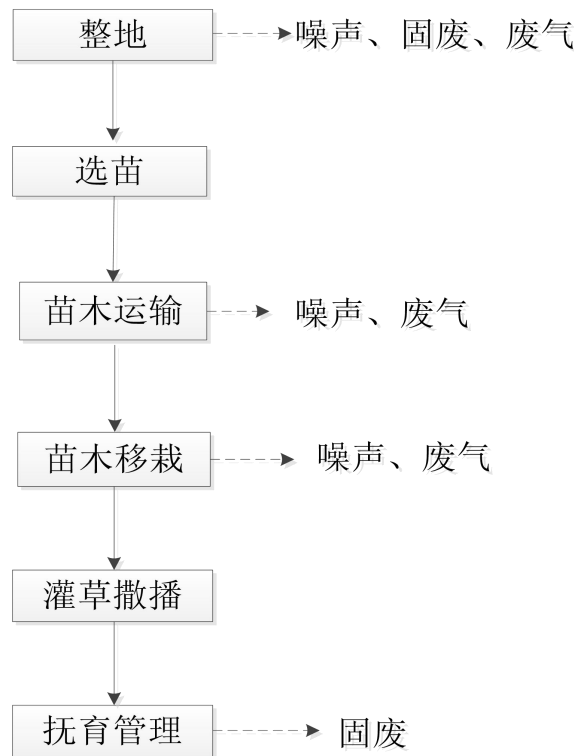 整地
噪声、固废、废气
选苗
苗木运输
噪声、废气
苗木移栽
噪声、废气
灌草撒播
抚育管理
固废